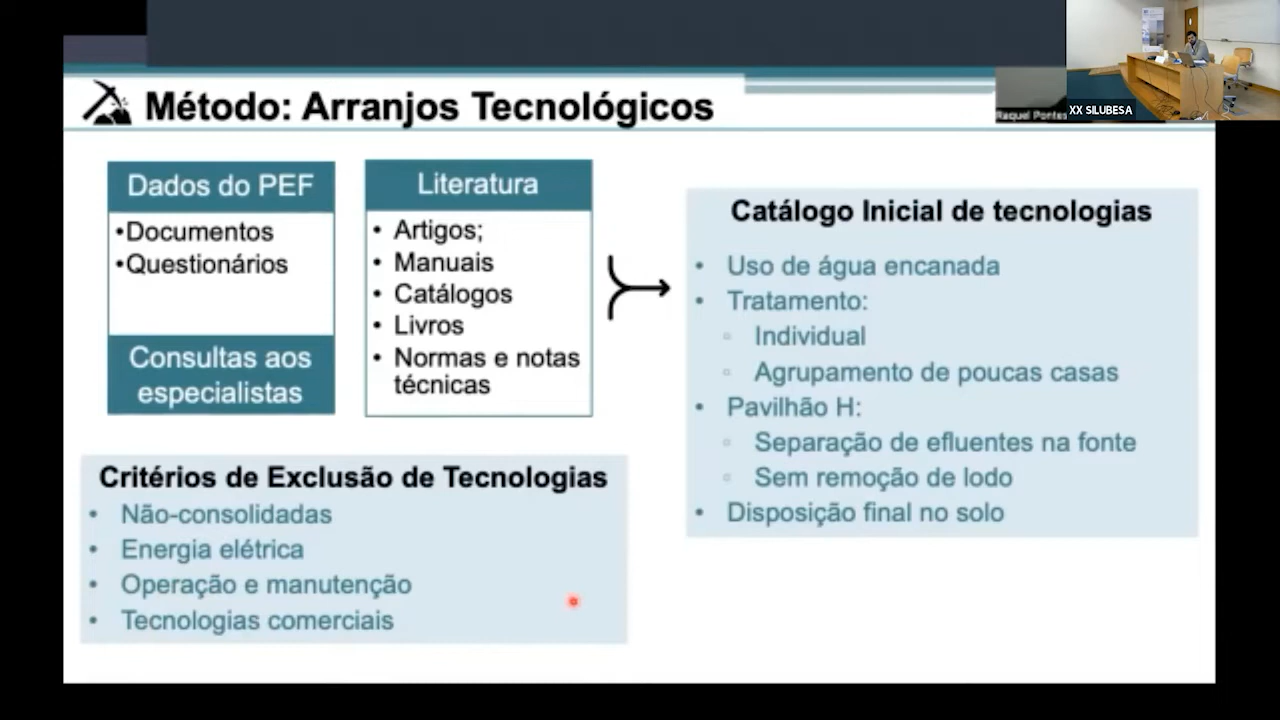 Método: Arranjos Tecnológicos
Raquel Pontes
XX SILUBESA
Dados do PEF
•Documentos
•Questionários
Consultas aos
especialistas
Literatura
• Artigos;
• Manuais
• Catálogos
• Livros
• Normas e notas
técnicas
Catálogo Inicial de tecnologias
• Uso de água encanada
• Tratamento:
▫ Individual
▫ Agrupamento de poucas casas
• Pavilhão H:
▫ Separação de efluentes na fonte
▫ Sem remoção de lodo
• Disposição final no solo
Critérios de Exclusão de Tecnologias
• Não-consolidadas
• Energia elétrica
• Operação e manutenção
• Tecnologias comerciais